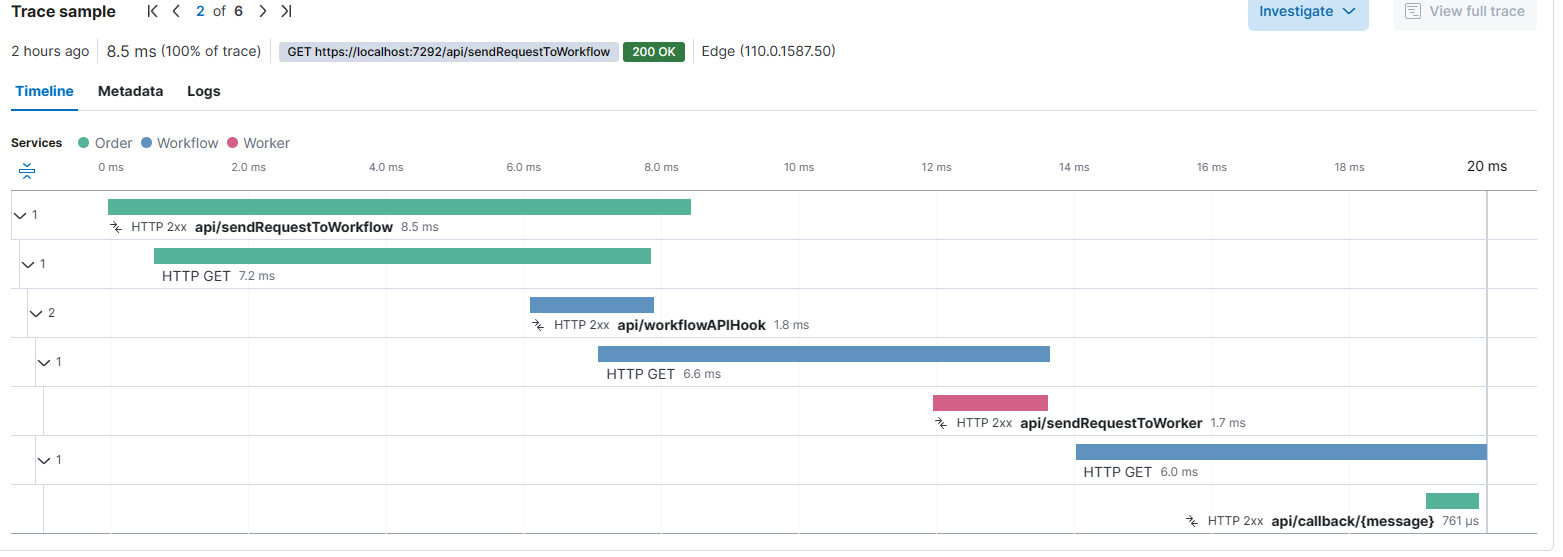 Trace sample 2 of 6 Investigate View full trace
2 hours ago 8.5 ms (100% of trace) GET https://localhost:7292/api/sendRequestToWorkflow 200 OK Edge (110.0.1587.50)
Timeline Metadata Logs
Services Order Workflow Worker
0 ms 2.0 ms 4.0 ms 6.0 ms 8.0 ms 10 ms 12 ms 14 ms 16 ms 18 ms 20 ms
1
HTTP 2xx api/sendRequestToWorkflow 8.5 ms
1
HTTP GET 7.2 ms
2
HTTP 2xx api/workflowAPIHook 1.8 ms
1
HTTP GET 6.6 ms
HTTP 2xx api/sendRequestToWorker 1.7 ms
1
HTTP GET 6.0 ms
HTTP 2xx api/callback/{message} 761 μs